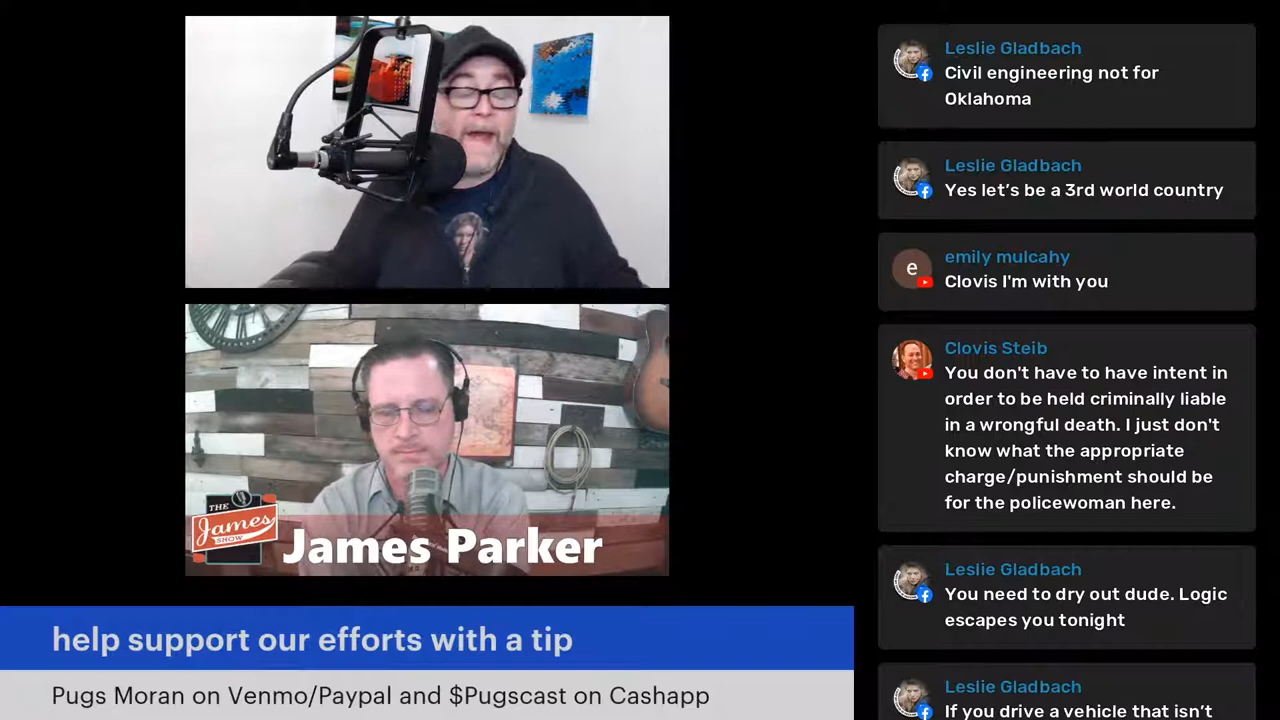 THE
James
SHOW
James Parker
help support our efforts with a tip
Pugs Moran on Venmo/Paypal and $Pugscast on Cashapp
Leslie Gladbach
Civil engineering not for
Oklahoma
Leslie Gladbach
Yes let’s be a 3rd world country
e
emily mulcahy
Clovis I'm with you
Clovis Steib
You don't have to have intent in
order to be held criminally liable
in a wrongful death. I just don't
know what the appropriate
charge/punishment should be
for the policewoman here.
Leslie Gladbach
You need to dry out dude. Logic
escapes you tonight
Leslie Gladbach
If you drive a vehicle that isn’t